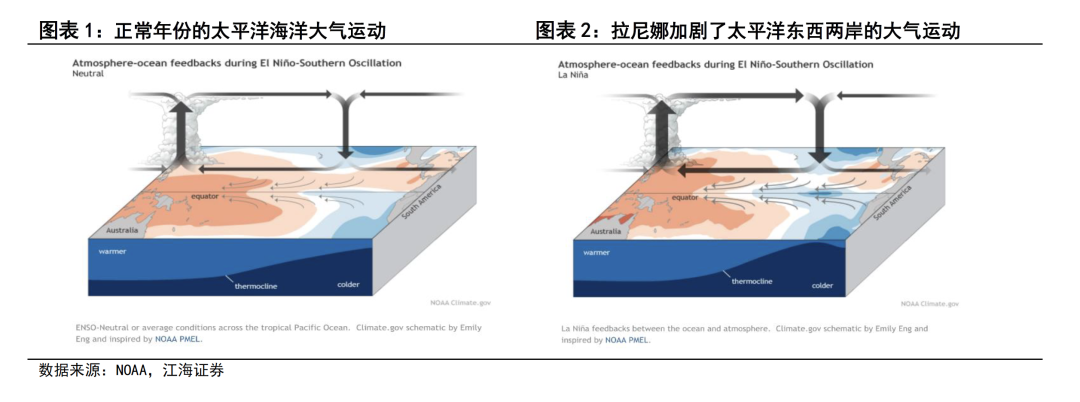 图表 1：正常年份的太平洋海洋大气运动
Atmosphere-ocean feedbacks during El Niño-Southern Oscillation
Neutral
equator
South America
Australia
warmer
thermocline
colder
NOAA Climate.gov
ENSO-Neutral or average conditions across the tropical Pacific Ocean. Climate.gov schematic by Emily
Eng and inspired by NOAA PMEL.
图表 2：拉尼娜加剧了太平洋东西两岸的大气运动
Atmosphere-ocean feedbacks during El Niño-Southern Oscillation
La Niña
equator
South America
Australia
warmer
thermocline
colder
NOAA Climate.gov
La Niña feedbacks between the ocean and atmosphere. Climate.gov schematic by Emily Eng and
inspired by NOAA PMEL.
数据来源：NOAA，江海证券